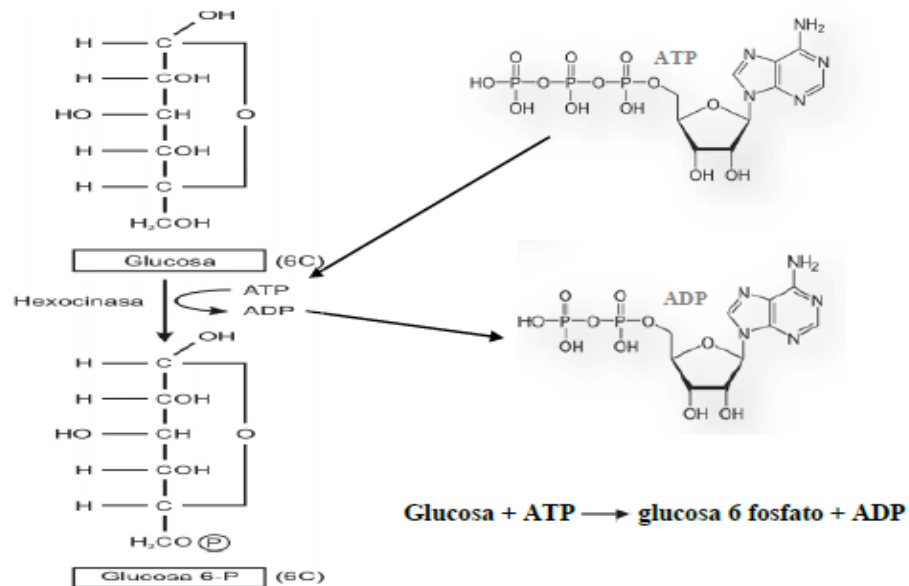 OH
H C
H COH
HO CH O
H COH
H C
H₂COH
Glucosa (6C)
Hexocinasa
ATP
ADP
OH
H C
H COH
HO CH O
H COH
H C
H₂CO P
Glucosa 6-P (6C)
ATP
NH₂
O O O
HO P O P O P O
OH OH OH
O
N N
N N
OH OH
ADP
NH₂
O O
HO P O P O
OH OH
O
N N
N N
OH OH
Glucosa + ATP → glucosa 6 fosfato + ADP